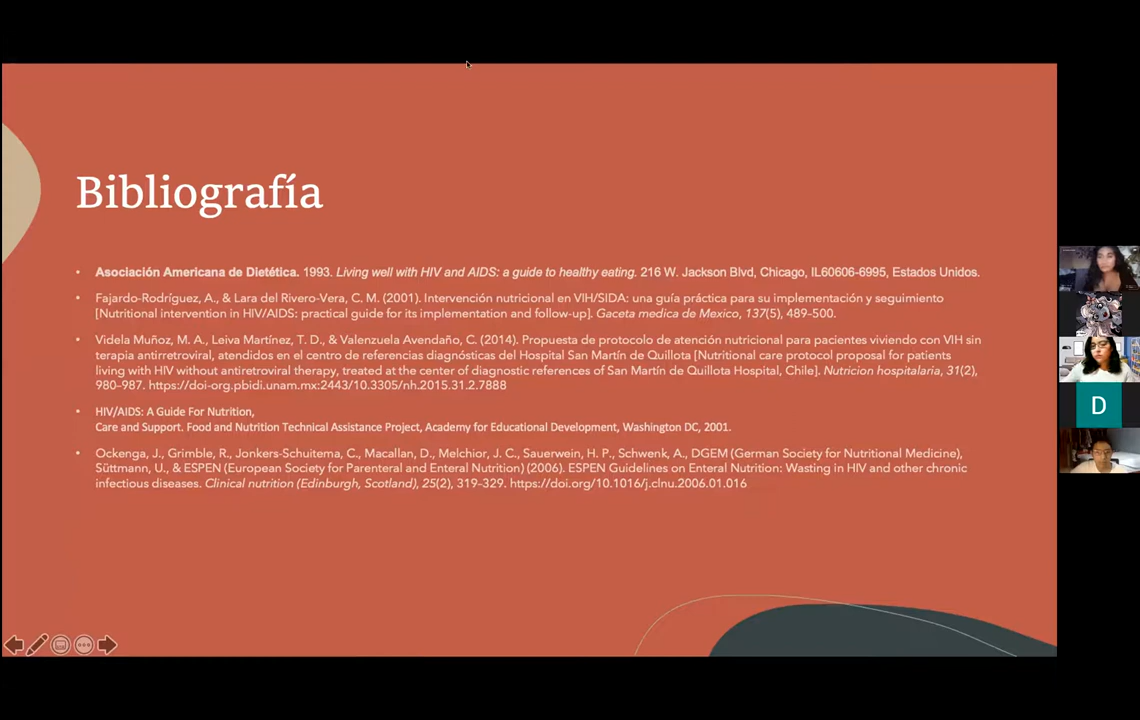 Bibliografía
• Asociación Americana de Dietética. 1993. Living well with HIV and AIDS: a guide to healthy eating. 216 W. Jackson Blvd, Chicago, IL60606-6995, Estados Unidos.
• Fajardo-Rodríguez, A., & Lara del Rivero-Vera, C. M. (2001). Intervención nutricional en VIH/SIDA: una guía práctica para su implementación y seguimiento
[Nutritional intervention in HIV/AIDS: practical guide for its implementation and follow-up]. Gaceta medica de Mexico, 137(5), 489–500.
• Videla Muñoz, M. A., Leiva Martínez, T. D., & Valenzuela Avendaño, C. (2014). Propuesta de protocolo de atención nutricional para pacientes viviendo con VIH sin
terapia antirretroviral, atendidos en el centro de referencias diagnósticas del Hospital San Martín de Quillota [Nutritional care protocol proposal for patients
living with HIV without antiretroviral therapy, treated at the center of diagnostic references of San Martín de Quillota Hospital, Chile]. Nutricion hospitalaria, 31(2),
980–987. https://doi-org.pbidi.unam.mx:2443/10.3305/nh.2015.31.2.7888
• HIV/AIDS: A Guide For Nutrition,
Care and Support. Food and Nutrition Technical Assistance Project, Academy for Educational Development, Washington DC, 2001.
• Ockenga, J., Grimble, R., Jonkers-Schuitema, C., Macallan, D., Melchior, J. C., Sauerwein, H. P., Schwenk, A., DGEM (German Society for Nutritional Medicine),
Süttmann, U., & ESPEN (European Society for Parenteral and Enteral Nutrition) (2006). ESPEN Guidelines on Enteral Nutrition: Wasting in HIV and other chronic
infectious diseases. Clinical nutrition (Edinburgh, Scotland), 25(2), 319–329. https://doi.org/10.1016/j.clnu.2006.01.016
D